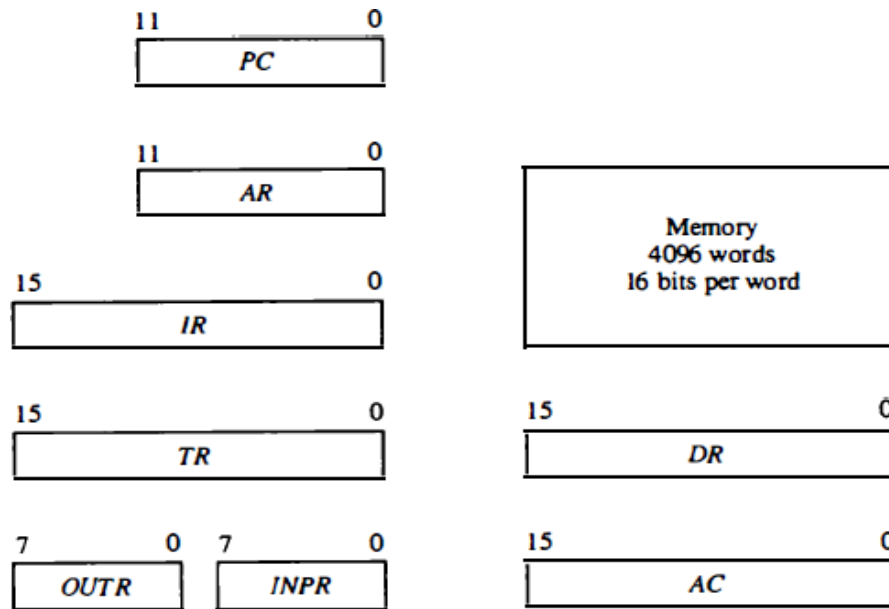 11 0
PC
11 0
AR
Memory
4096 words
16 bits per word
15 0
IR
15 0
TR
15 0
DR
7 0
OUTR
7 0
INPR
15 0
AC